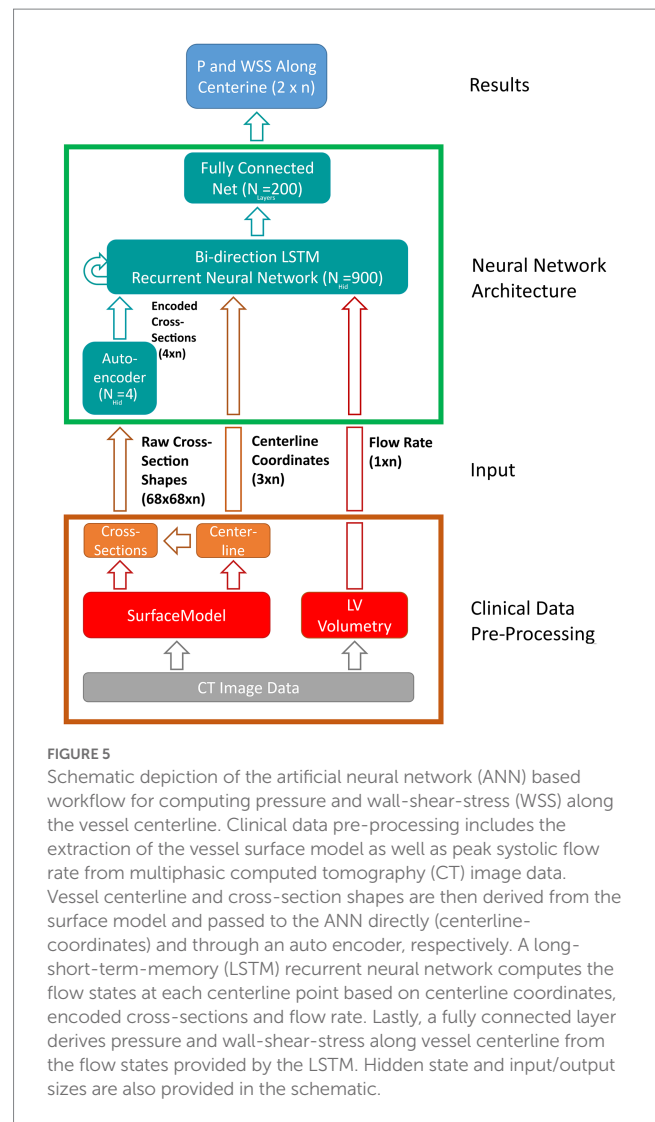 P and WSS Along
Centerine (2 x n)
Results
Fully Connected
Net (N_Layers=200)
Bi-direction LSTM
Recurrent Neural Network (N_Hid=900)
Neural Network
Architecture
Encoded
Cross-
Sections
(4xn)
Auto-
encoder
(N_Hid=4)
Raw Cross-
Section
Shapes
(68x68xn)
Centerline
Coordinates
(3xn)
Flow Rate
(1xn)
Input
Cross-
Sections
Center-
line
SurfaceModel
LV
Volumetry
Clinical Data
Pre-Processing
CT Image Data
FIGURE 5
Schematic depiction of the artificial neural network (ANN) based
workflow for computing pressure and wall-shear-stress (WSS) along
the vessel centerline. Clinical data pre-processing includes the
extraction of the vessel surface model as well as peak systolic flow
rate from multiphasic computed tomography (CT) image data.
Vessel centerline and cross-section shapes are then derived from the
surface model and passed to the ANN directly (centerline-
coordinates) and through an auto encoder, respectively. A long-
short-term-memory (LSTM) recurrent neural network computes the
flow states at each centerline point based on centerline coordinates,
encoded cross-sections and flow rate. Lastly, a fully connected layer
derives pressure and wall-shear-stress along vessel centerline from
the flow states provided by the LSTM. Hidden state and input/output
sizes are also provided in the schematic.